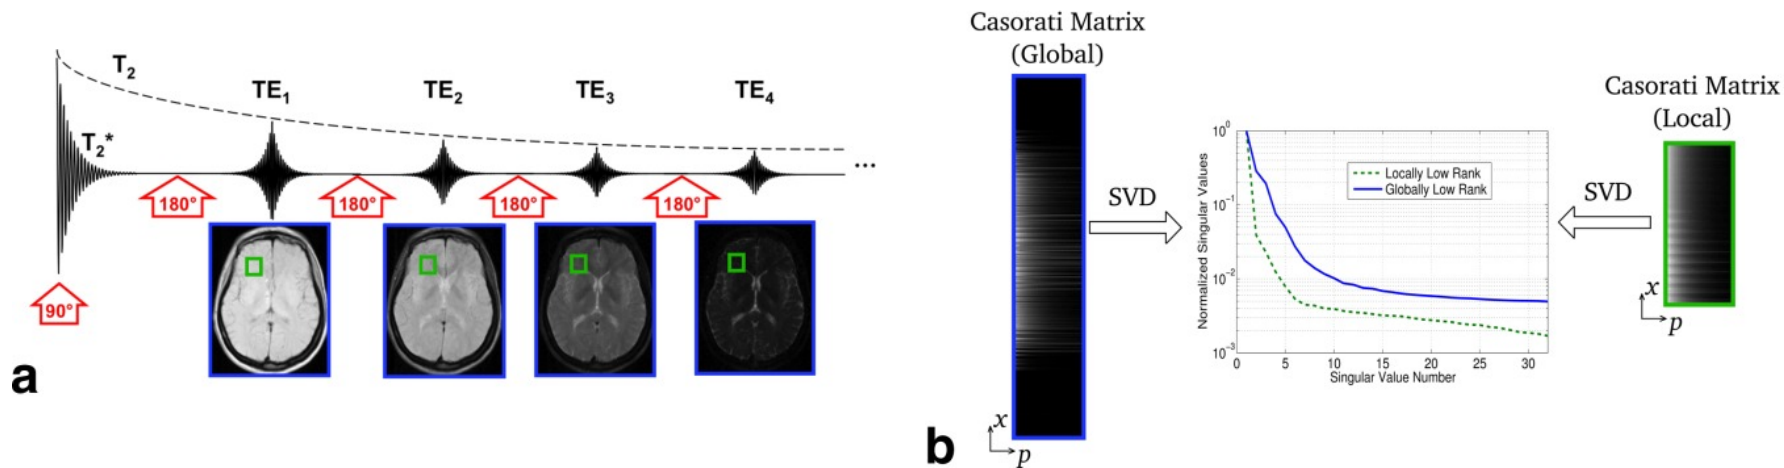 T2
TE1
TE2
TE3
TE4
T2*
...
180°
180°
180°
180°
90°
a
Casorati Matrix
(Global)
x
p
SVD
Normalized Singular Values
10^0
10^-1
10^-2
10^-3
0
5
10
15
20
25
30
Singular Value Number
Locally Low Rank
Globally Low Rank
SVD
Casorati Matrix
(Local)
x
p
b